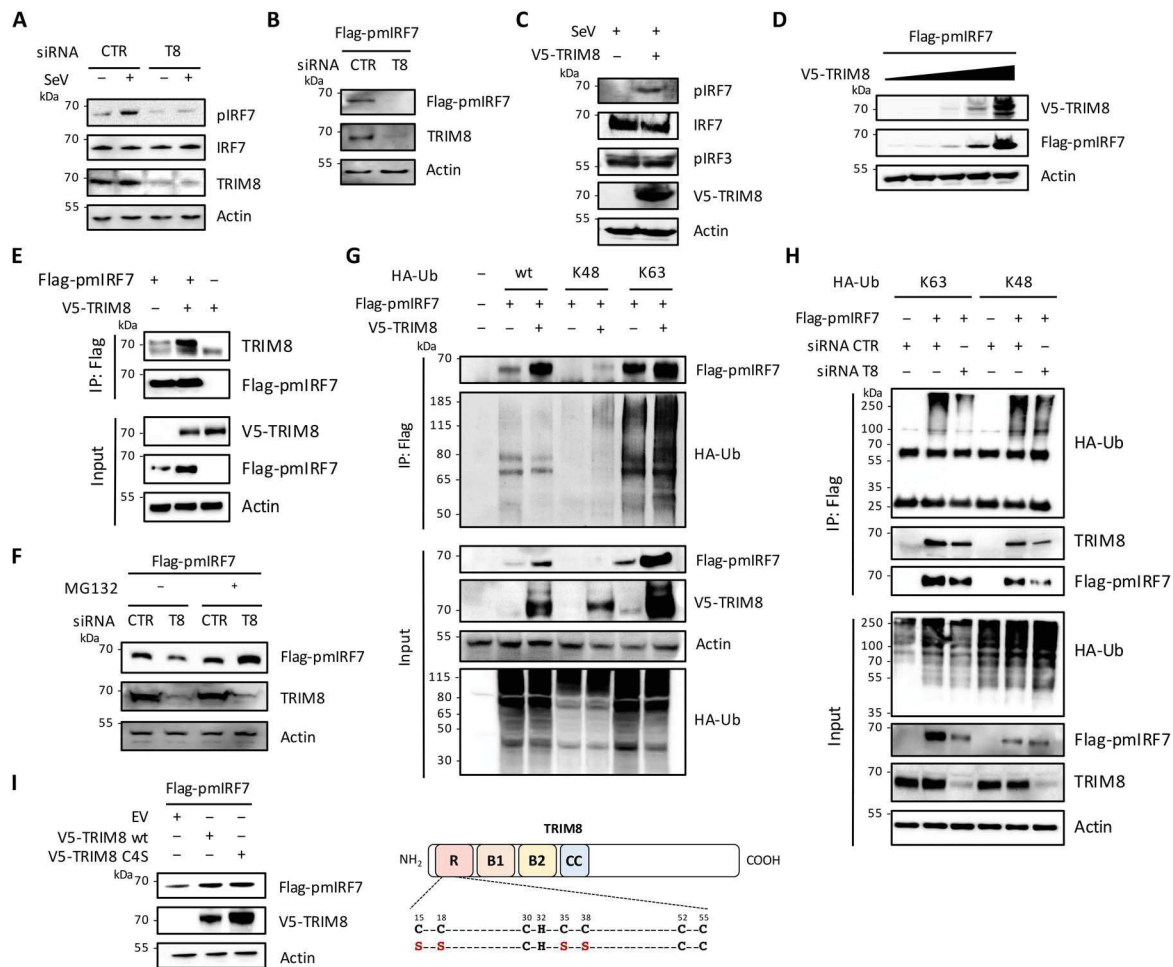 A
siRNA CTR T8
SeV – + – +
kDa
70 pIRF7
70 IRF7
70 TRIM8
55 Actin
B
Flag-pmIRF7
siRNA CTR T8
kDa
70 Flag-pmIRF7
70 TRIM8
55 Actin
C
SeV + +
V5-TRIM8 – +
kDa
70 pIRF7
70 IRF7
55 pIRF3
70 V5-TRIM8
55 Actin
D
Flag-pmIRF7
V5-TRIM8
kDa
70 V5-TRIM8
70 Flag-pmIRF7
55 Actin
E
Flag-pmIRF7 + + –
V5-TRIM8 – + +
kDa
IP: Flag
70 TRIM8
70 Flag-pmIRF7
Input
70 V5-TRIM8
70 Flag-pmIRF7
55 Actin
F
Flag-pmIRF7
MG132 – +
siRNA CTR T8 CTR T8
kDa
70 Flag-pmIRF7
70 TRIM8
55 Actin
G
HA-Ub – wt K48 K63
Flag-pmIRF7 – + + + + + +
V5-TRIM8 – – + – + – +
kDa
IP: Flag
70 Flag-pmIRF7
185
115
80
65
50
HA-Ub
Input
70 Flag-pmIRF7
70 V5-TRIM8
55 Actin
115
80
65
50
40
30
HA-Ub
H
HA-Ub K63 K48
Flag-pmIRF7 – + + – + +
siRNA CTR + + – + + –
siRNA T8 – – + – – +
kDa
IP: Flag
250
100
70
55
35
25
HA-Ub
70 TRIM8
70 Flag-pmIRF7
Input
250
100
70
55
35
HA-Ub
70 Flag-pmIRF7
70 TRIM8
55 Actin
I
Flag-pmIRF7
EV + – –
V5-TRIM8 wt – + –
V5-TRIM8 C4S – – +
kDa
70 Flag-pmIRF7
70 V5-TRIM8
55 Actin
TRIM8
NH2 R B1 B2 CC COOH
15 18 30 32 35 38 52 55
C--C----------C-H--C--C------------C--C
S--S----------C-H--S--S------------C--C